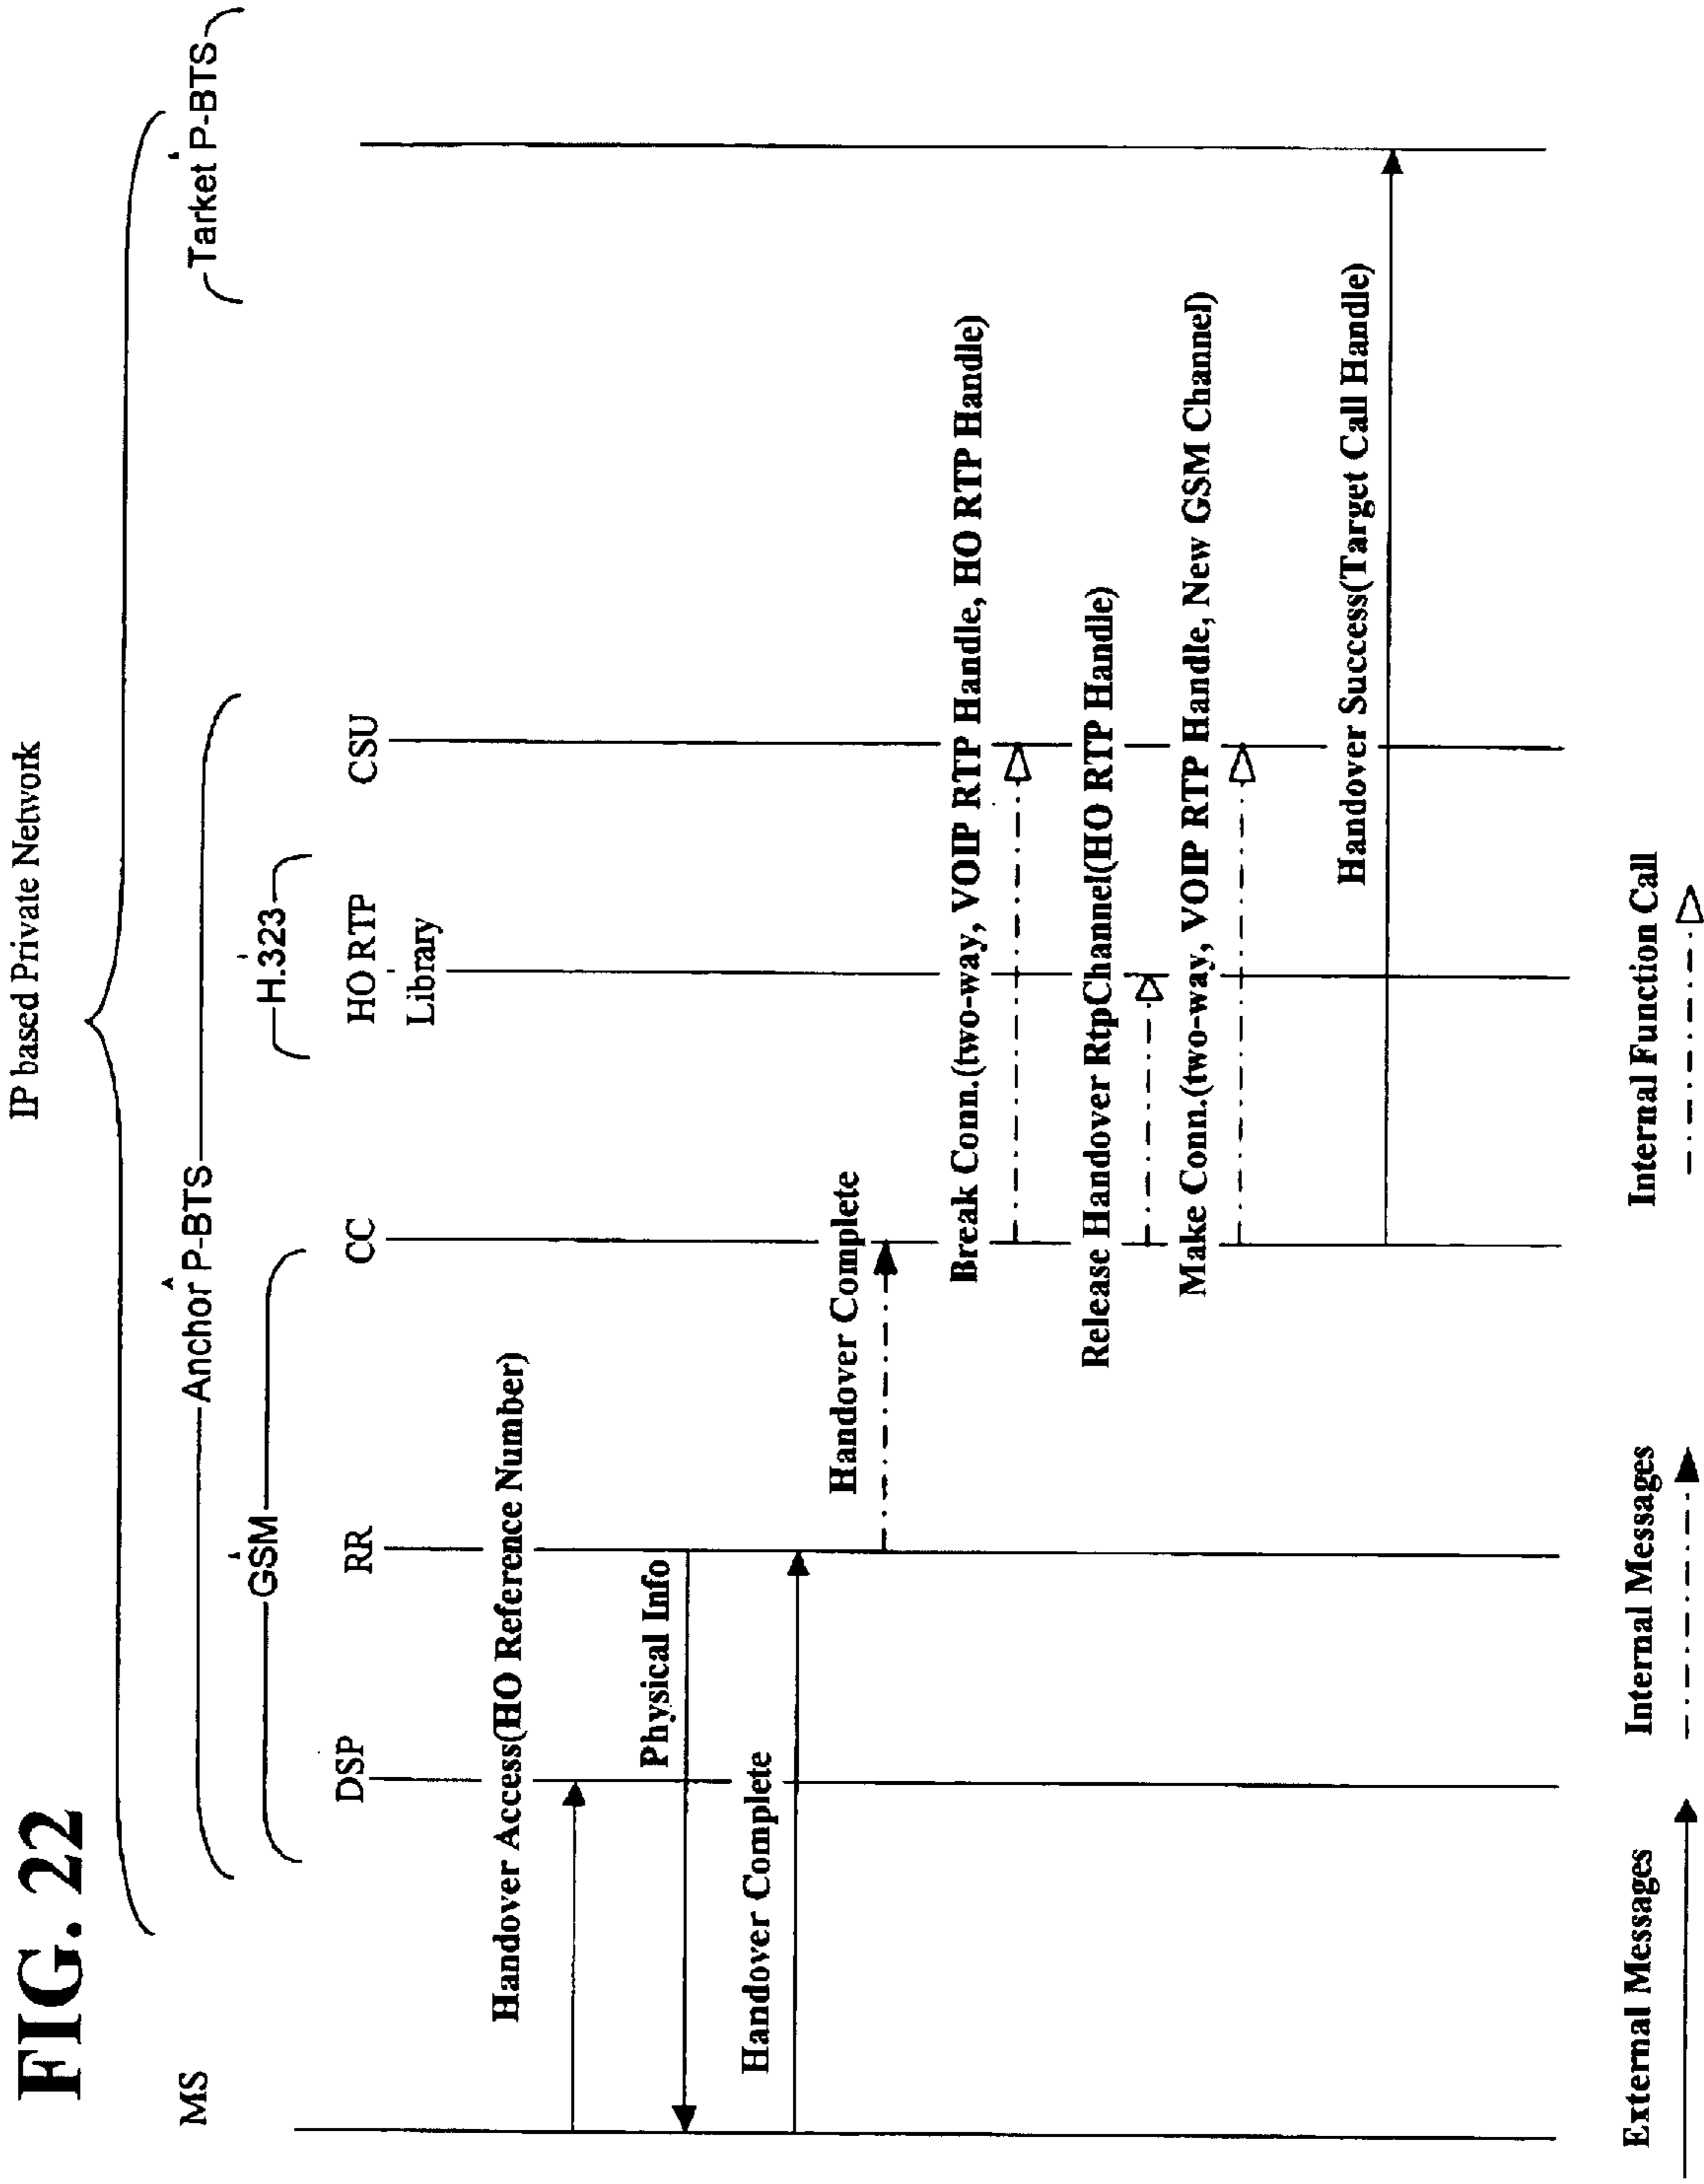 FIG. 22
IP based Private Network
MS
Anchor P-BTS
Tarket P-BTS
GSM
H.323
DSP
RR
CC
HO RTP
Library
CSU
Handover Access(HO Reference Number)
Physical Info
Handover Complete
Handover Complete
Break Conn.(two-way, VOIP RTP Handle, HO RTP Handle)
Release Handover RtpChannel(HO RTP Handle)
Make Conn.(two-way, VOIP RTP Handle, New GSM Channel)
Handover Success(Target Call Handle)
External Messages
Internal Messages
Internal Function Call